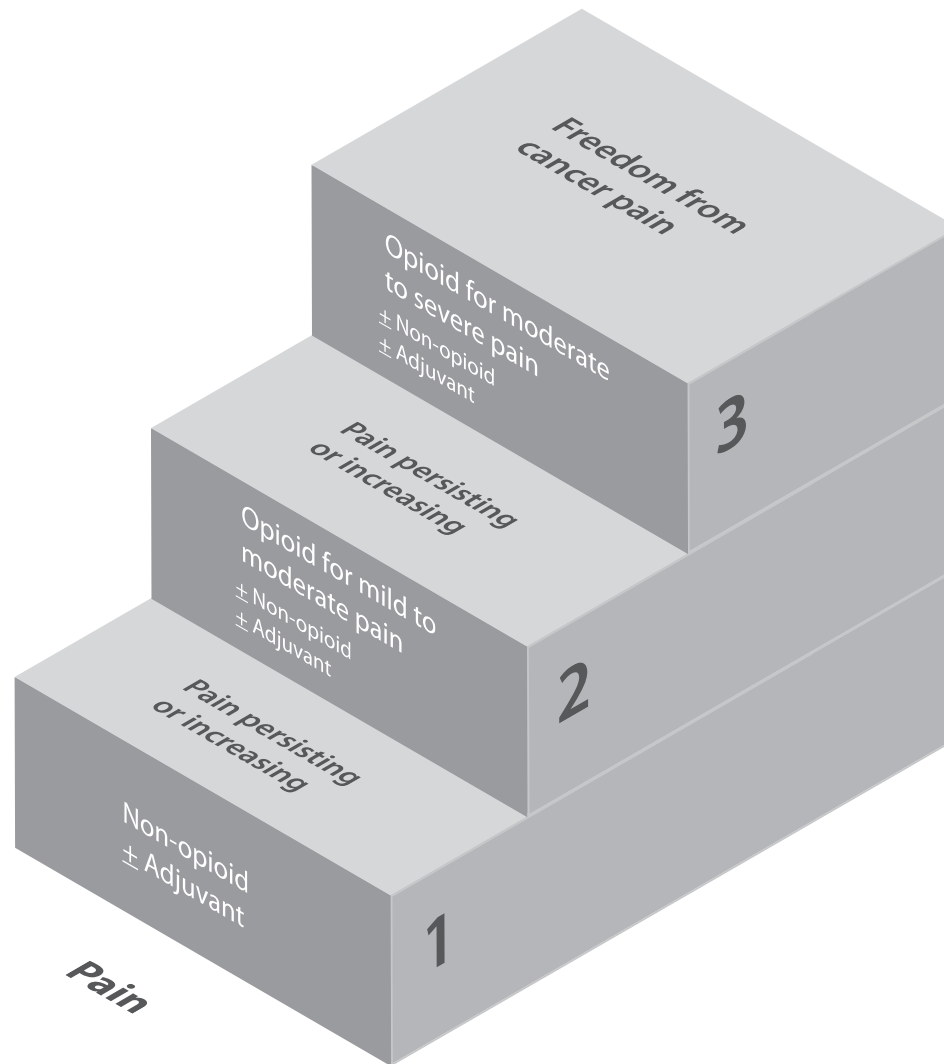 Freedom from
cancer pain
Opioid for moderate
to severe pain
± Non-opioid
± Adjuvant
3
Pain persisting
or increasing
Opioid for mild to
moderate pain
± Non-opioid
± Adjuvant
2
Pain persisting
or increasing
Non-opioid
± Adjuvant
1
Pain